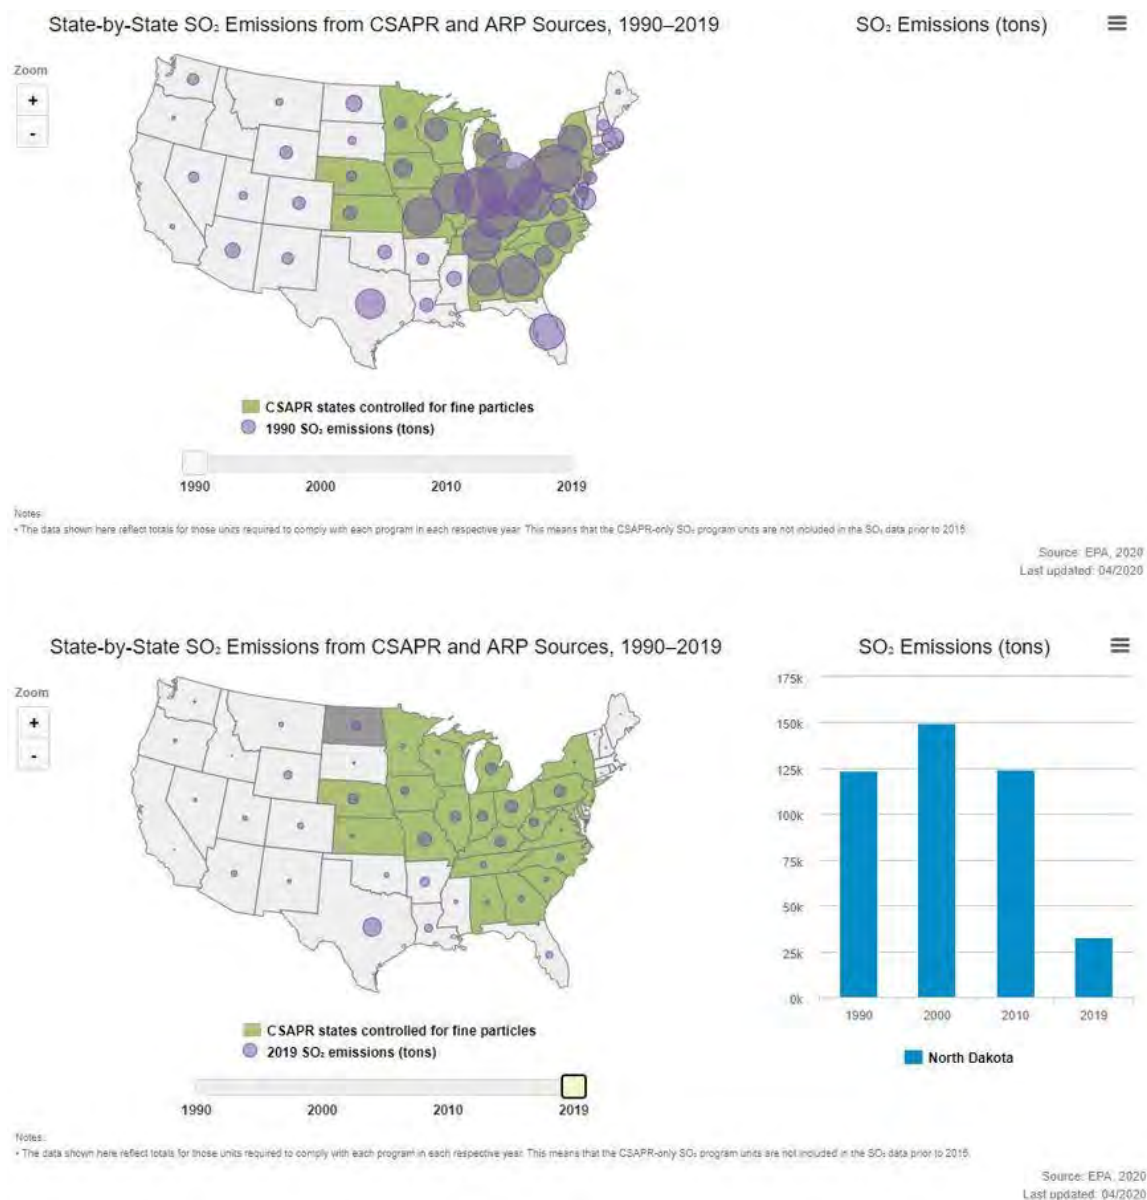 State-by-State SO₂ Emissions from CSAPR and ARP Sources, 1990–2019
SO₂ Emissions (tons)
Zoom
+
-
CSAPR states controlled for fine particles
1990 SO₂ emissions (tons)
1990 2000 2010 2019
Notes:
• The data shown here reflect totals for those units required to comply with each program in each respective year. This means that the CSAPR-only SO₂ program units are not included in the SO₂ data prior to 2015.
Source: EPA, 2020
Last updated: 04/2020
State-by-State SO₂ Emissions from CSAPR and ARP Sources, 1990–2019
SO₂ Emissions (tons)
Zoom
+
-
175k
150k
125k
100k
75k
50k
25k
0k
1990 2000 2010 2019
North Dakota
CSAPR states controlled for fine particles
2019 SO₂ emissions (tons)
1990 2000 2010 2019
Notes:
• The data shown here reflect totals for those units required to comply with each program in each respective year. This means that the CSAPR-only SO₂ program units are not included in the SO₂ data prior to 2015.
Source: EPA, 2020
Last updated: 04/2020